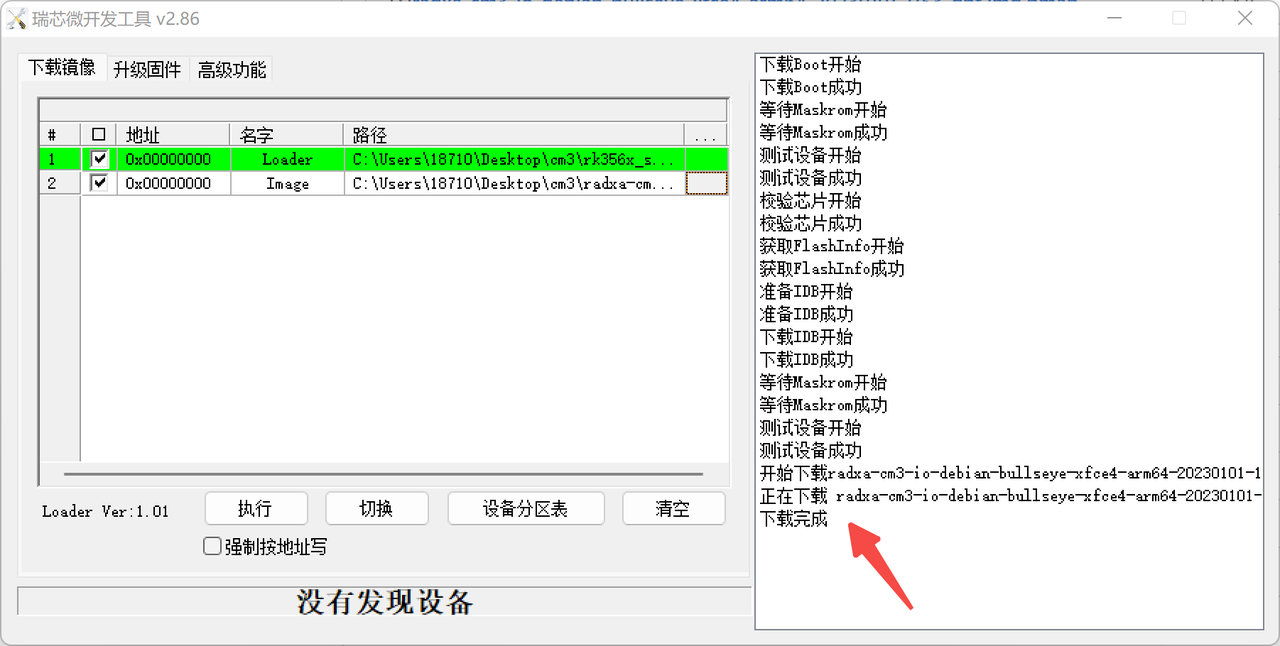 瑞芯微开发工具 v2.86
下载镜像 升级固件 高级功能
# 地址 名字 路径 ...
1 0x00000000 Loader C:\Users\18710\Desktop\cm3\rk356x_s...
2 0x00000000 Image C:\Users\18710\Desktop\cm3\radxa-cm...
Loader Ver:1.01 执行 切换 设备分区表 清空
强制按地址写
没有发现设备
下载Boot开始
下载Boot成功
等待Maskrom开始
等待Maskrom成功
测试设备开始
测试设备成功
校验芯片开始
校验芯片成功
获取FlashInfo开始
获取FlashInfo成功
准备IDB开始
准备IDB成功
下载IDB开始
下载IDB成功
等待Maskrom开始
等待Maskrom成功
测试设备开始
测试设备成功
开始下载radxa-cm3-io-debian-bullseye-xfce4-arm64-20230101-1
正在下载 radxa-cm3-io-debian-bullseye-xfce4-arm64-20230101-
下载完成